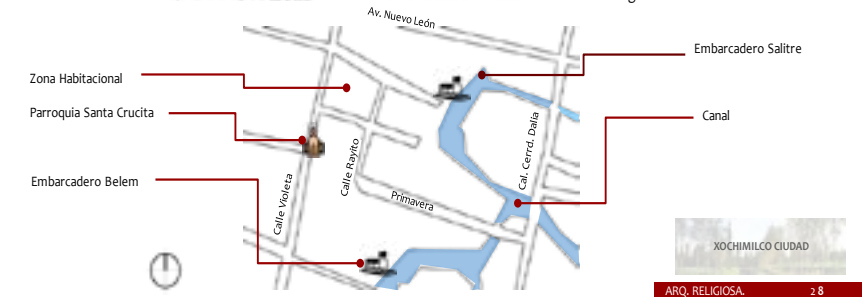 Av. Nuevo León
Embarcadero Salitre
Zona Habitacional
Parroquia Santa Crucita
Canal
Cal. Cerrd. Dalia
Calle Rayito
Embarcadero Belem
Calle Violeta
Primavera
XOCHIMILCO CIUDAD
ARQ. RELIGIOSA. 28